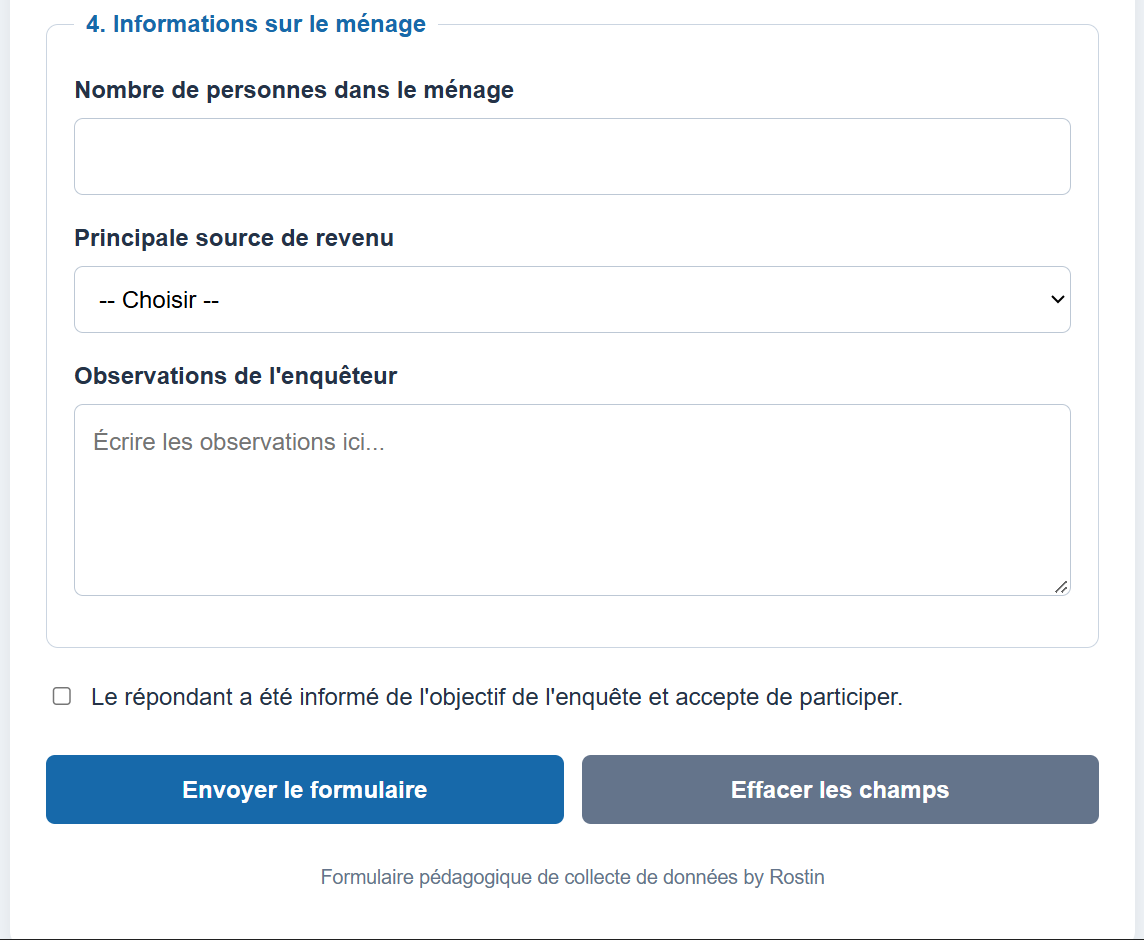 4. Informations sur le ménage
Nombre de personnes dans le ménage
Principale source de revenu
-- Choisir --
Observations de l'enquêteur
Écrire les observations ici...
Le répondant a été informé de l'objectif de l'enquête et accepte de participer.
Envoyer le formulaire
Effacer les champs
Formulaire pédagogique de collecte de données by Rostin